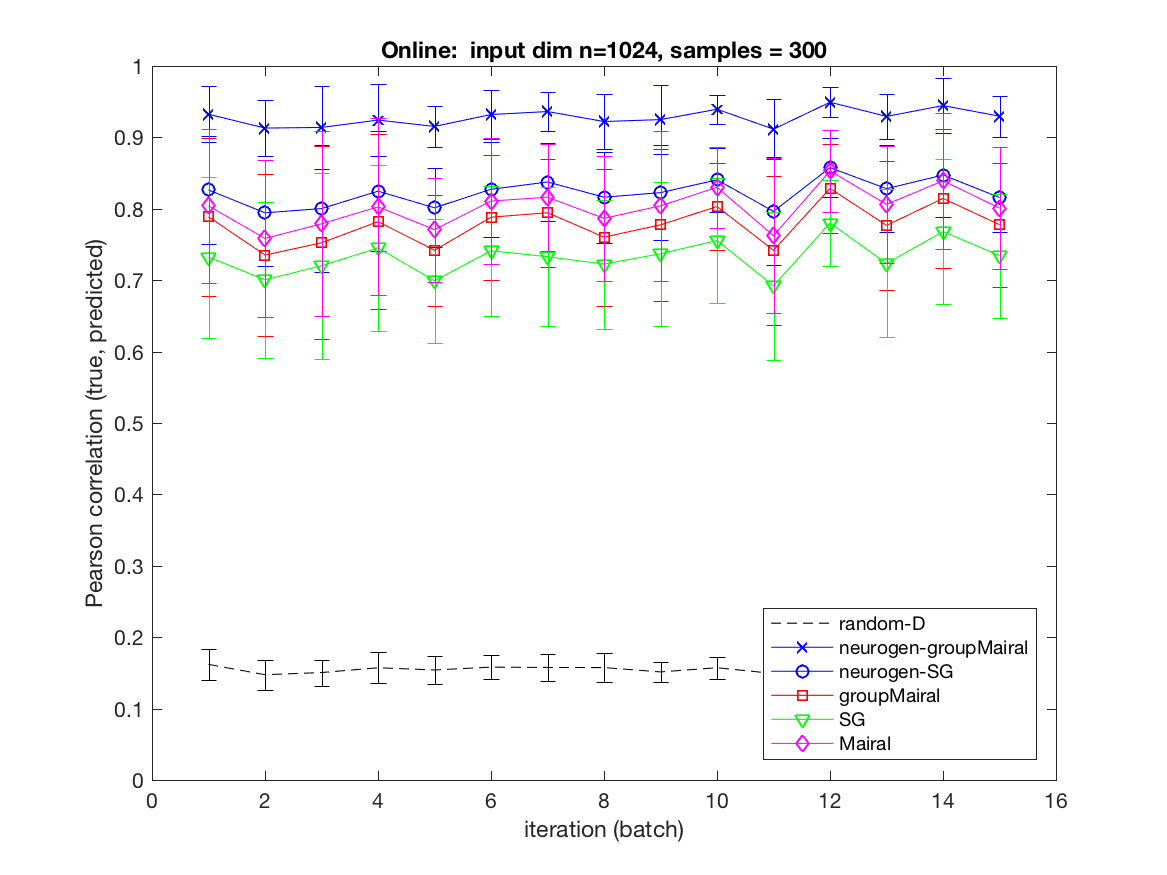 Online: input dim n=1024, samples = 300
Pearson correlation (true, predicted)
1
0.9
0.8
0.7
0.6
0.5
0.4
0.3
0.2
0.1
0
random-D
neurogen-groupMairal
neurogen-SG
groupMairal
SG
Mairal
0 2 4 6 8 10 12 14 16
iteration (batch)